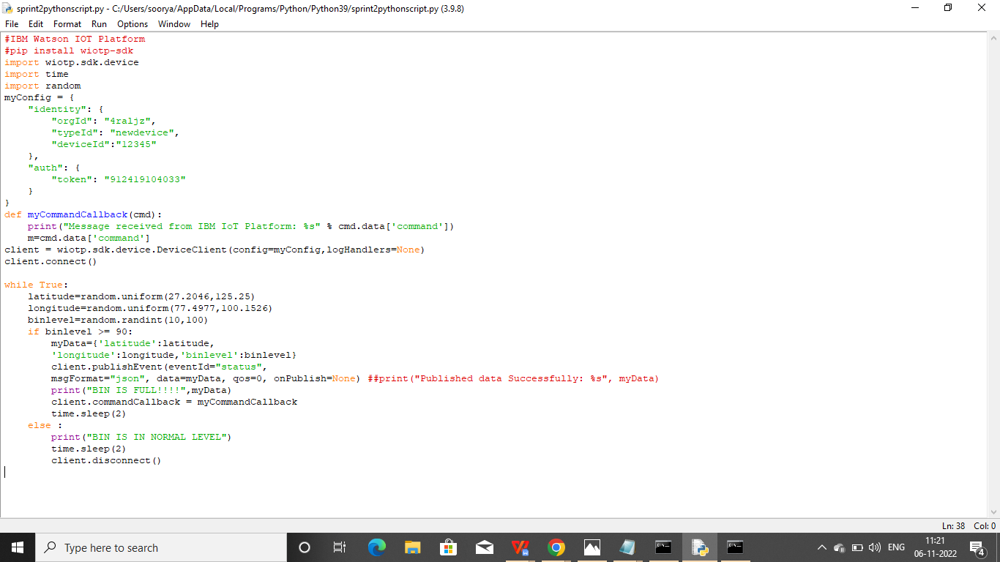 sprint2pythonscript.py - C:/Users/soorya/AppData/Local/Programs/Python/Python39/sprint2pythonscript.py (3.9.8)
File Edit Format Run Options Window Help
#IBM Watson IOT Platform
#pip install wiotp-sdk
import wiotp.sdk.device
import time
import random
myConfig = {
    "identity": {
        "orgId": "4raljz",
        "typeId": "newdevice",
        "deviceId":"12345"
    },
    "auth": {
        "token": "912419104033"
    }
}
def myCommandCallback(cmd):
    print("Message received from IBM IoT Platform: %s" % cmd.data['command'])
    m=cmd.data['command']
client = wiotp.sdk.device.DeviceClient(config=myConfig,logHandlers=None)
client.connect()

while True:
    latitude=random.uniform(27.2046,125.25)
    longitude=random.uniform(77.4977,100.1526)
    binlevel=random.randint(10,100)
    if binlevel >= 90:
        myData={'latitude':latitude,
        'longitude':longitude,'binlevel':binlevel}
        client.publishEvent(eventId="status",
        msgFormat="json", data=myData, qos=0, onPublish=None) ##print("Published data Successfully: %s", myData)
        print("BIN IS FULL!!!!",myData)
        client.commandCallback = myCommandCallback
        time.sleep(2)
    else :
        print("BIN IS IN NORMAL LEVEL")
        time.sleep(2)
        client.disconnect()
Ln: 38 Col: 0
Type here to search
ENG
11:21
06-11-2022
4